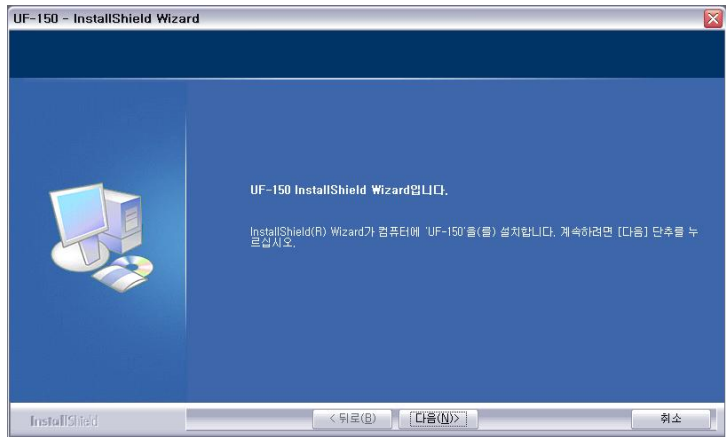 UF-150 - InstallShield Wizard
UF-150 InstallShield Wizard입니다.
InstallShield(R) Wizard가 컴퓨터에 'UF-150'을(를) 설치합니다. 계속하려면 [다음] 단추를 누
르십시오.
InstallShield
< 뒤로(B)
다음(N)>
취소